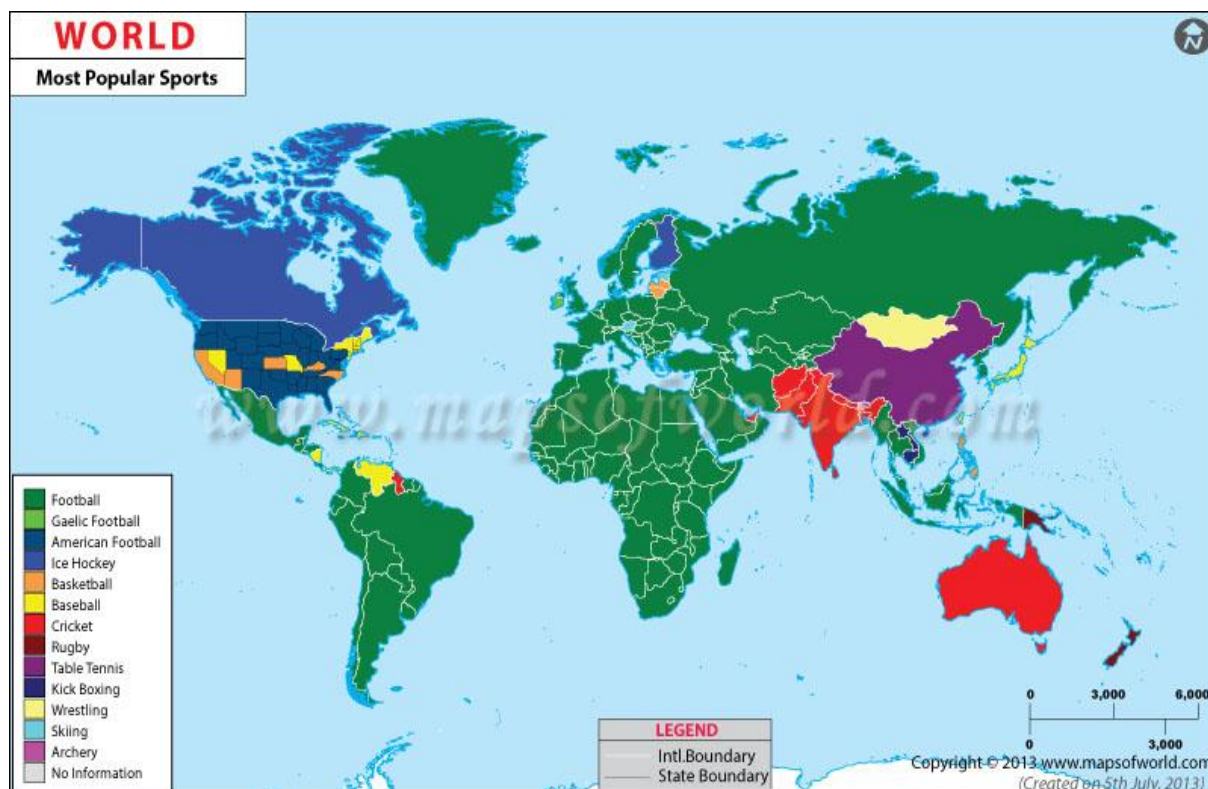 WORLD
Most Popular Sports
N
www.mapsofworld.com
Football
Gaelic Football
American Football
Ice Hockey
Basketball
Baseball
Cricket
Rugby
Table Tennis
Kick Boxing
Wrestling
Skiing
Archery
No Information
LEGEND
Intl.Boundary
State Boundary
0 3,000 6,000
0 3,000
Copyright © 2013 www.mapsofworld.com
(Created on 5th July, 2013)